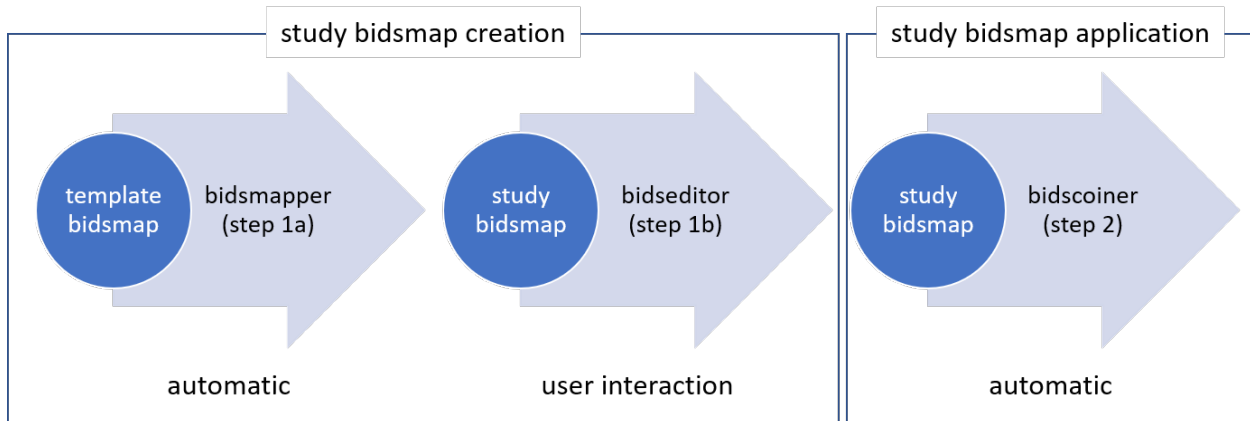 study bidsmap creation
study bidsmap application
template
bidsmap
bidsmapper
(step 1a)
study
bidsmap
bidseditor
(step 1b)
study
bidsmap
bidscoiner
(step 2)
automatic
user interaction
automatic